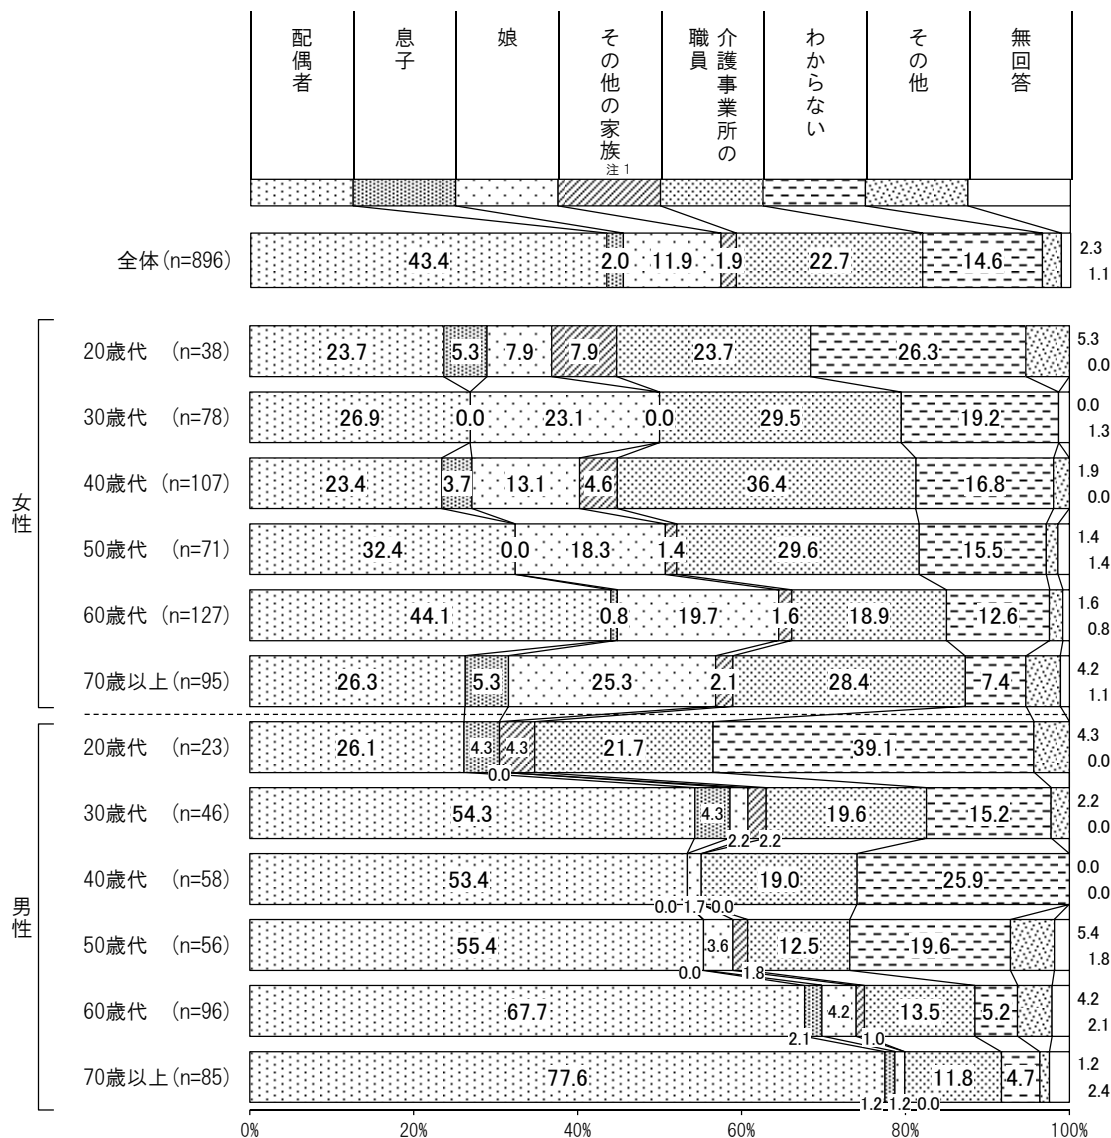 配偶者
息子
娘
その他の家族 注1
介護事業所の
職員
わからない
その他
無回答
全体(n=896) 43.4 2.0 11.9 1.9 22.7 14.6 2.3 1.1
女性
20歳代 (n=38) 23.7 5.3 7.9 7.9 23.7 26.3 5.3 0.0
30歳代 (n=78) 26.9 0.0 23.1 0.0 29.5 19.2 0.0 1.3
40歳代 (n=107) 23.4 3.7 13.1 4.6 36.4 16.8 1.9 0.0
50歳代 (n=71) 32.4 0.0 18.3 1.4 29.6 15.5 1.4 1.4
60歳代 (n=127) 44.1 0.8 19.7 1.6 18.9 12.6 1.6 0.8
70歳以上(n=95) 26.3 5.3 25.3 2.1 28.4 7.4 4.2 1.1
男性
20歳代 (n=23) 26.1 4.3 0.0 4.3 21.7 39.1 4.3 0.0
30歳代 (n=46) 54.3 4.3 2.2 2.2 19.6 15.2 2.2 0.0
40歳代 (n=58) 53.4 0.0 1.7 0.0 19.0 25.9 0.0 0.0
50歳代 (n=56) 55.4 0.0 3.6 1.8 12.5 19.6 5.4 1.8
60歳代 (n=96) 67.7 2.1 4.2 1.0 13.5 5.2 4.2 2.1
70歳以上(n=85) 77.6 1.2 1.2 0.0 11.8 4.7 1.2 2.4
0% 20% 40% 60% 80% 100%